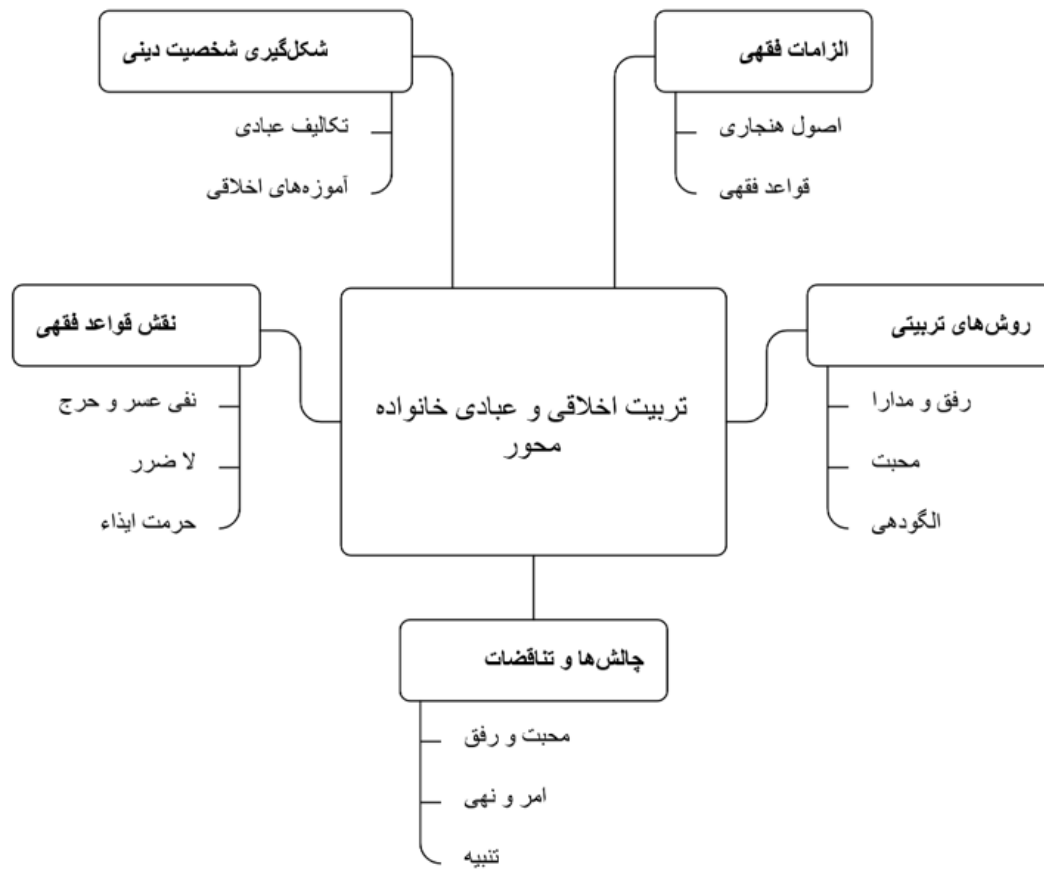 الزامات فقهی
اصول هنجاری
قواعد فقهی
شکل‌گیری شخصیت دینی
تکالیف عبادی
آموزه‌های اخلاقی
روش‌های تربیتی
رفق و مدارا
محبت
الگودهی
تربیت اخلاقی و عبادی خانواده
محور
نقش قواعد فقهی
نفی عسر و حرج
لا ضرر
حرمت ایذاء
چالش‌ها و تناقضات
محبت و رفق
امر و نهی
تنبیه